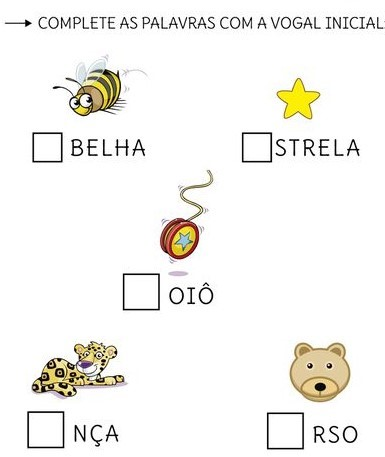 → COMPLETE AS PALAVRAS COM A VOGAL INICIAL
BELHA
STRELA
OIÔ
NÇA
RSO